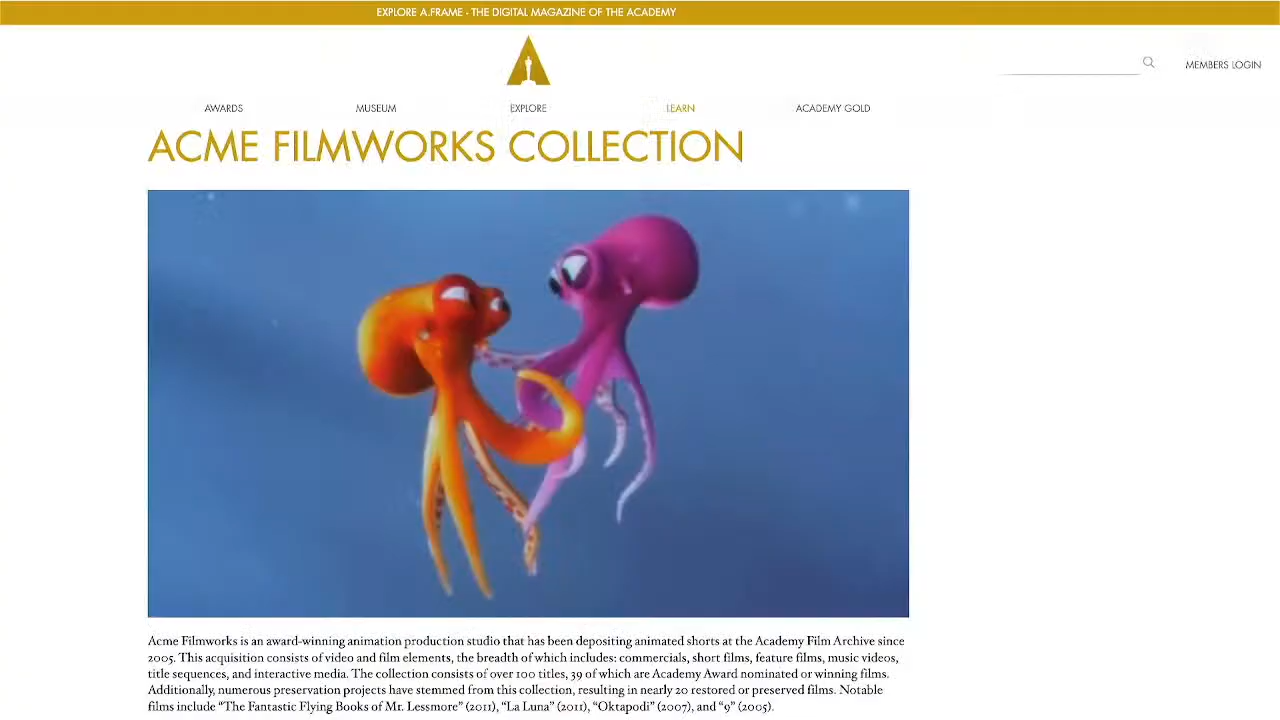 EXPLORE A.FRAME - THE DIGITAL MAGAZINE OF THE ACADEMY
MEMBERS LOGIN
AWARDS MUSEUM EXPLORE LEARN ACADEMY GOLD
ACME FILMWORKS COLLECTION
Acme Filmworks is an award-winning animation production studio that has been depositing animated shorts at the Academy Film Archive since
2005. This acquisition consists of video and film elements, the breadth of which includes: commercials, short films, feature films, music videos,
title sequences, and interactive media. The collection consists of over 100 titles, 39 of which are Academy Award nominated or winning films.
Additionally, numerous preservation projects have stemmed from this collection, resulting in nearly 20 restored or preserved films. Notable
films include “The Fantastic Flying Books of Mr. Lessmore” (2011), “La Luna” (2011), “Oktapodi” (2007), and “9” (2005).